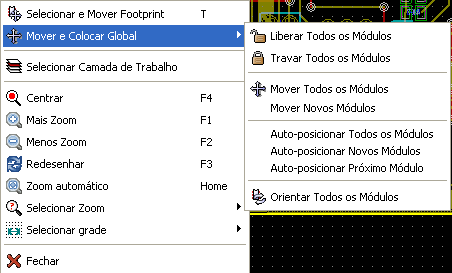 Selecionar e Mover Footprint T
Mover e Colocar Global
Selecionar Camada de Trabalho
Centrar F4
Mais Zoom F1
Menos Zoom F2
Redesenhar F3
Zoom automático Home
Selecionar Zoom
Selecionar grade
Fechar
Liberar Todos os Módulos
Travar Todos os Módulos
Mover Todos os Módulos
Mover Novos Módulos
Auto-posicionar Todos os Módulos
Auto-posicionar Novos Módulos
Auto-posicionar Próximo Módulo
Orientar Todos os Módulos